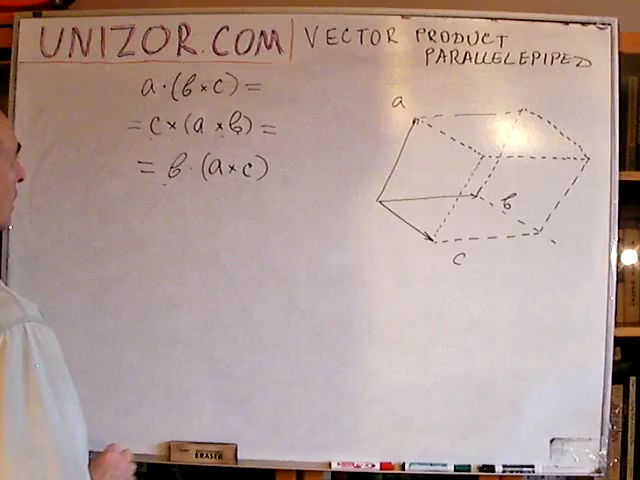 UNIZOR.COM | VECTOR PRODUCT
PARALLELEPIPED
a · (b × c) =
= c × (a × b) =
= b · (a × c)
a
b
c
ERASER